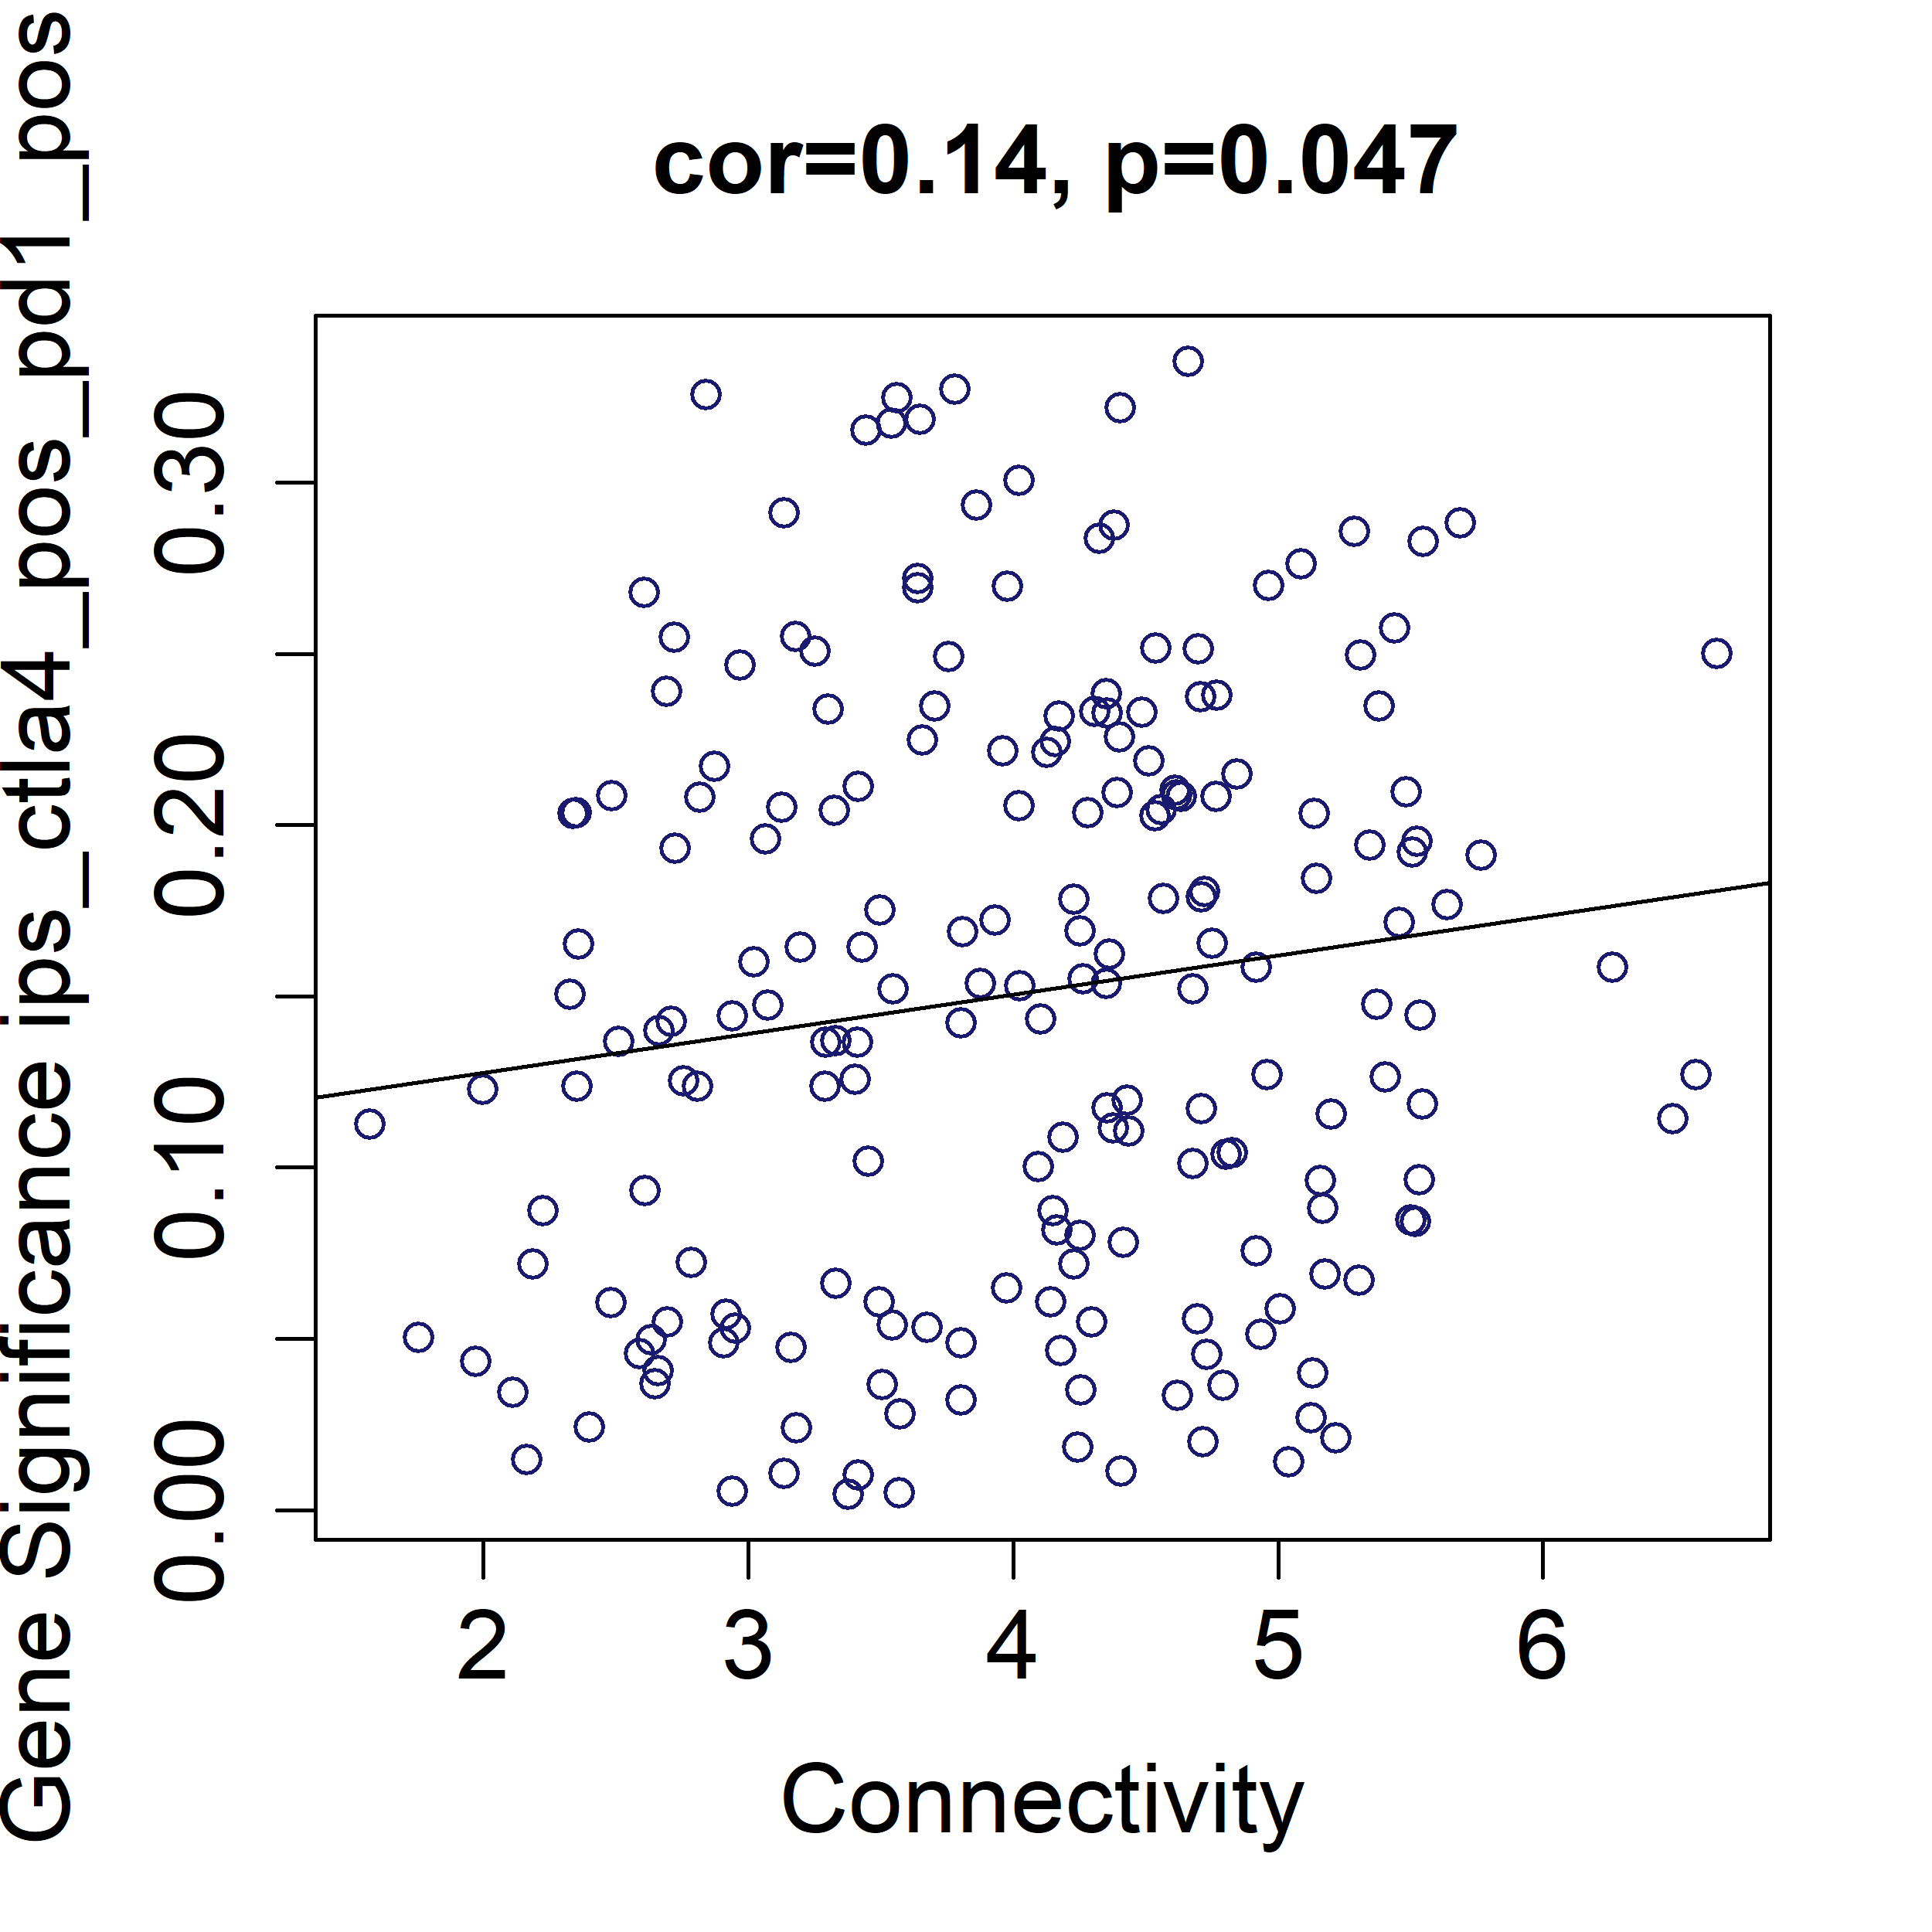 cor=0.14, p=0.047
Gene Significance ips_ctla4_pos_pd1_pos
0.30
0.20
0.10
0.00
2 3 4 5 6
Connectivity